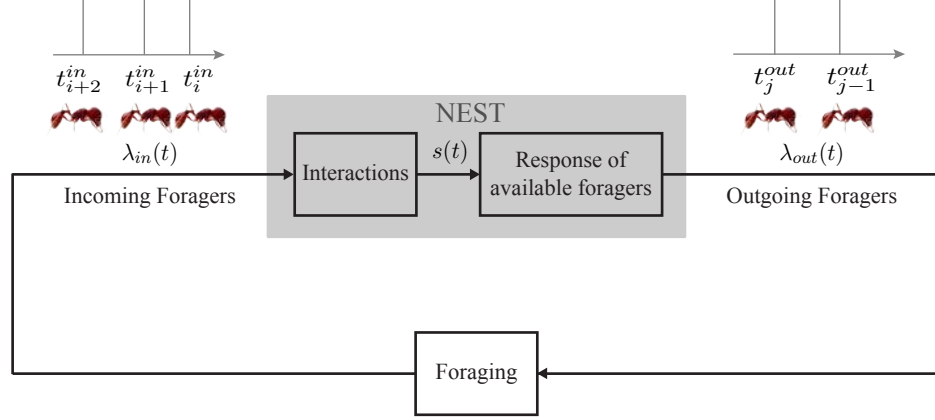 t_{i+2}^{in} t_{i+1}^{in} t_i^{in}
t_j^{out} t_{j-1}^{out}
λ_{in}(t)
Incoming Foragers
NEST
Interactions
s(t)
Response of
available foragers
λ_{out}(t)
Outgoing Foragers
Foraging